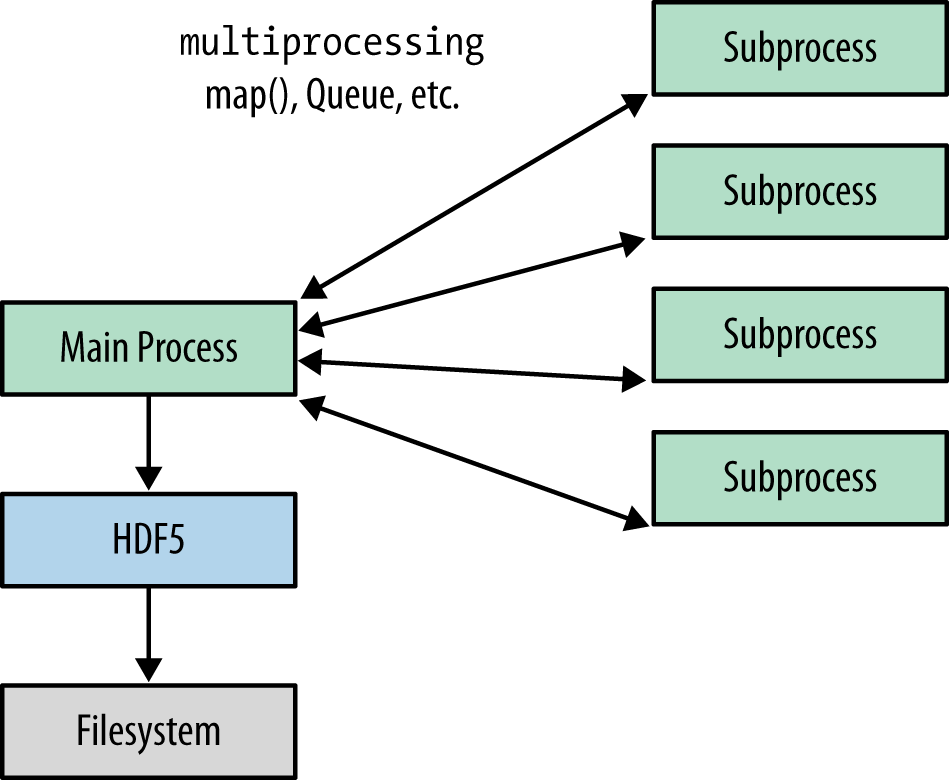 multiprocessing
map(), Queue, etc.
Subprocess
Subprocess
Subprocess
Subprocess
Main Process
HDF5
Filesystem